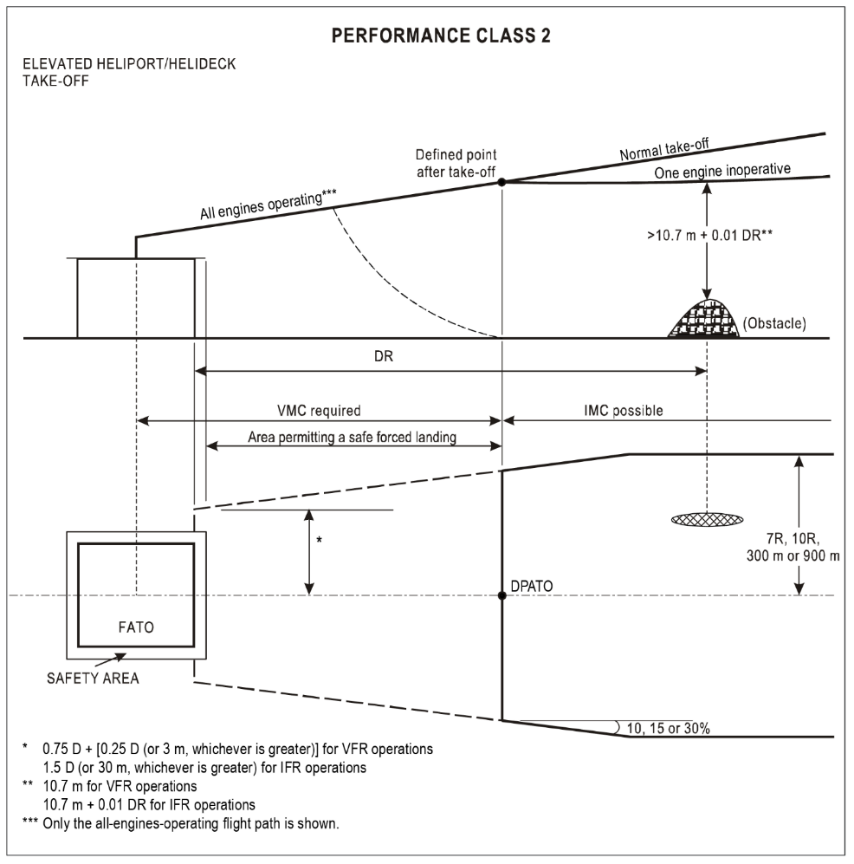 PERFORMANCE CLASS 2
ELEVATED HELIPORT/HELIDECK
TAKE-OFF
Defined point
after take-off
Normal take-off
One engine inoperative
All engines operating***
>10.7 m + 0.01 DR**
(Obstacle)
DR
VMC required
IMC possible
Area permitting a safe forced landing
*
7R, 10R,
300 m or 900 m
DPATO
FATO
SAFETY AREA
10, 15 or 30%
* 0.75 D + [0.25 D (or 3 m, whichever is greater)] for VFR operations
1.5 D (or 30 m, whichever is greater) for IFR operations
** 10.7 m for VFR operations
10.7 m + 0.01 DR for IFR operations
*** Only the all-engines-operating flight path is shown.